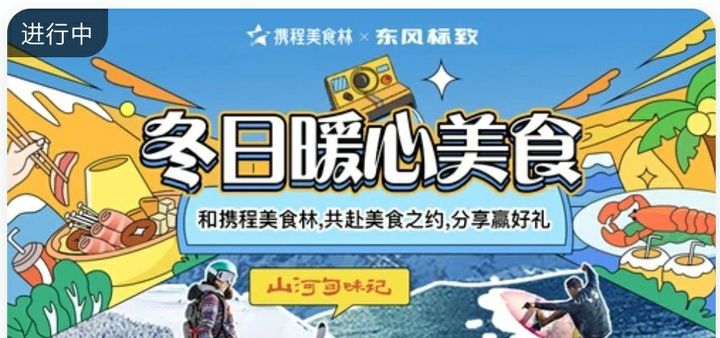 进行中
携程美食林 × 东风标致
冬日暖心美食
和携程美食林,共赴美食之约,分享赢好礼
山河旬味记